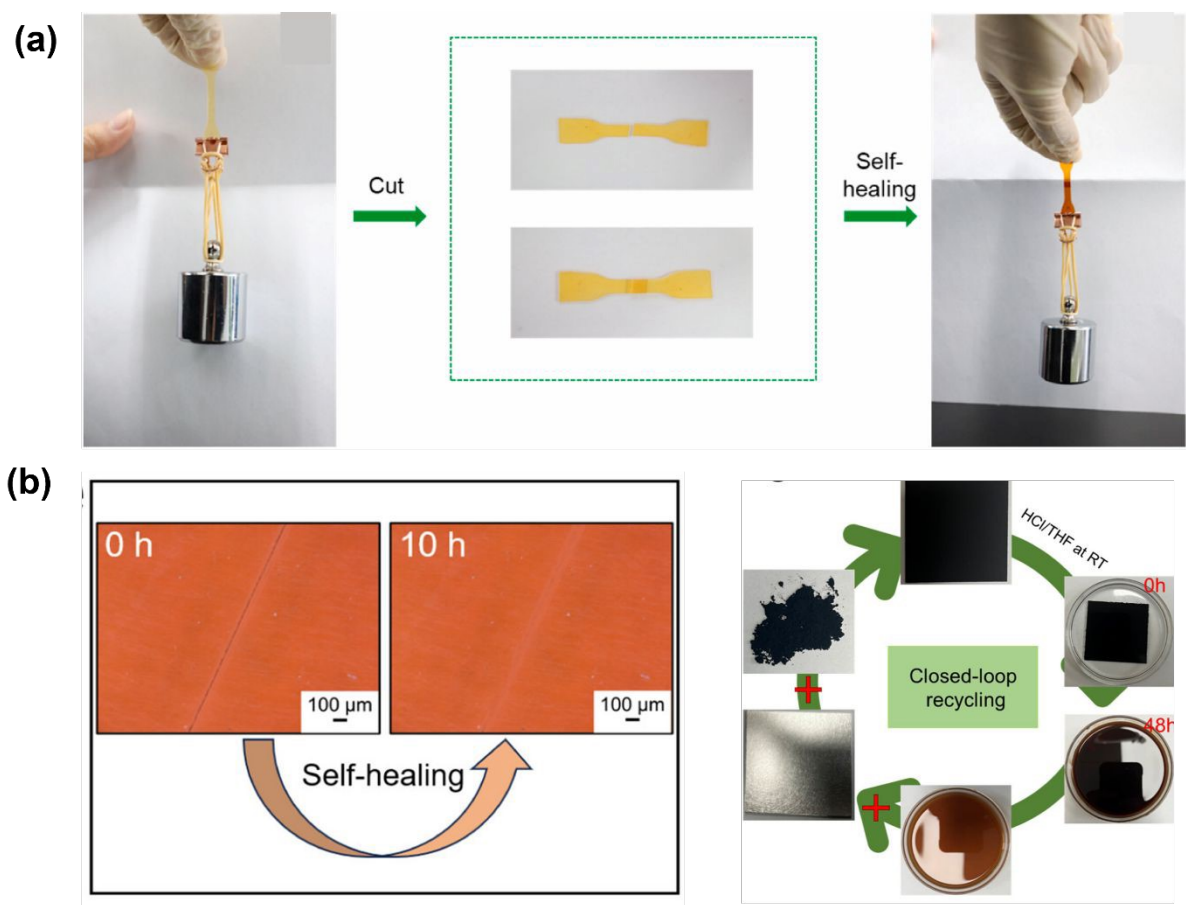 (a)
Cut
Self-
healing
(b)
0 h
10 h
100 μm
100 μm
Self-healing
HCl/THF at RT
0h
48h
Closed-loop
recycling